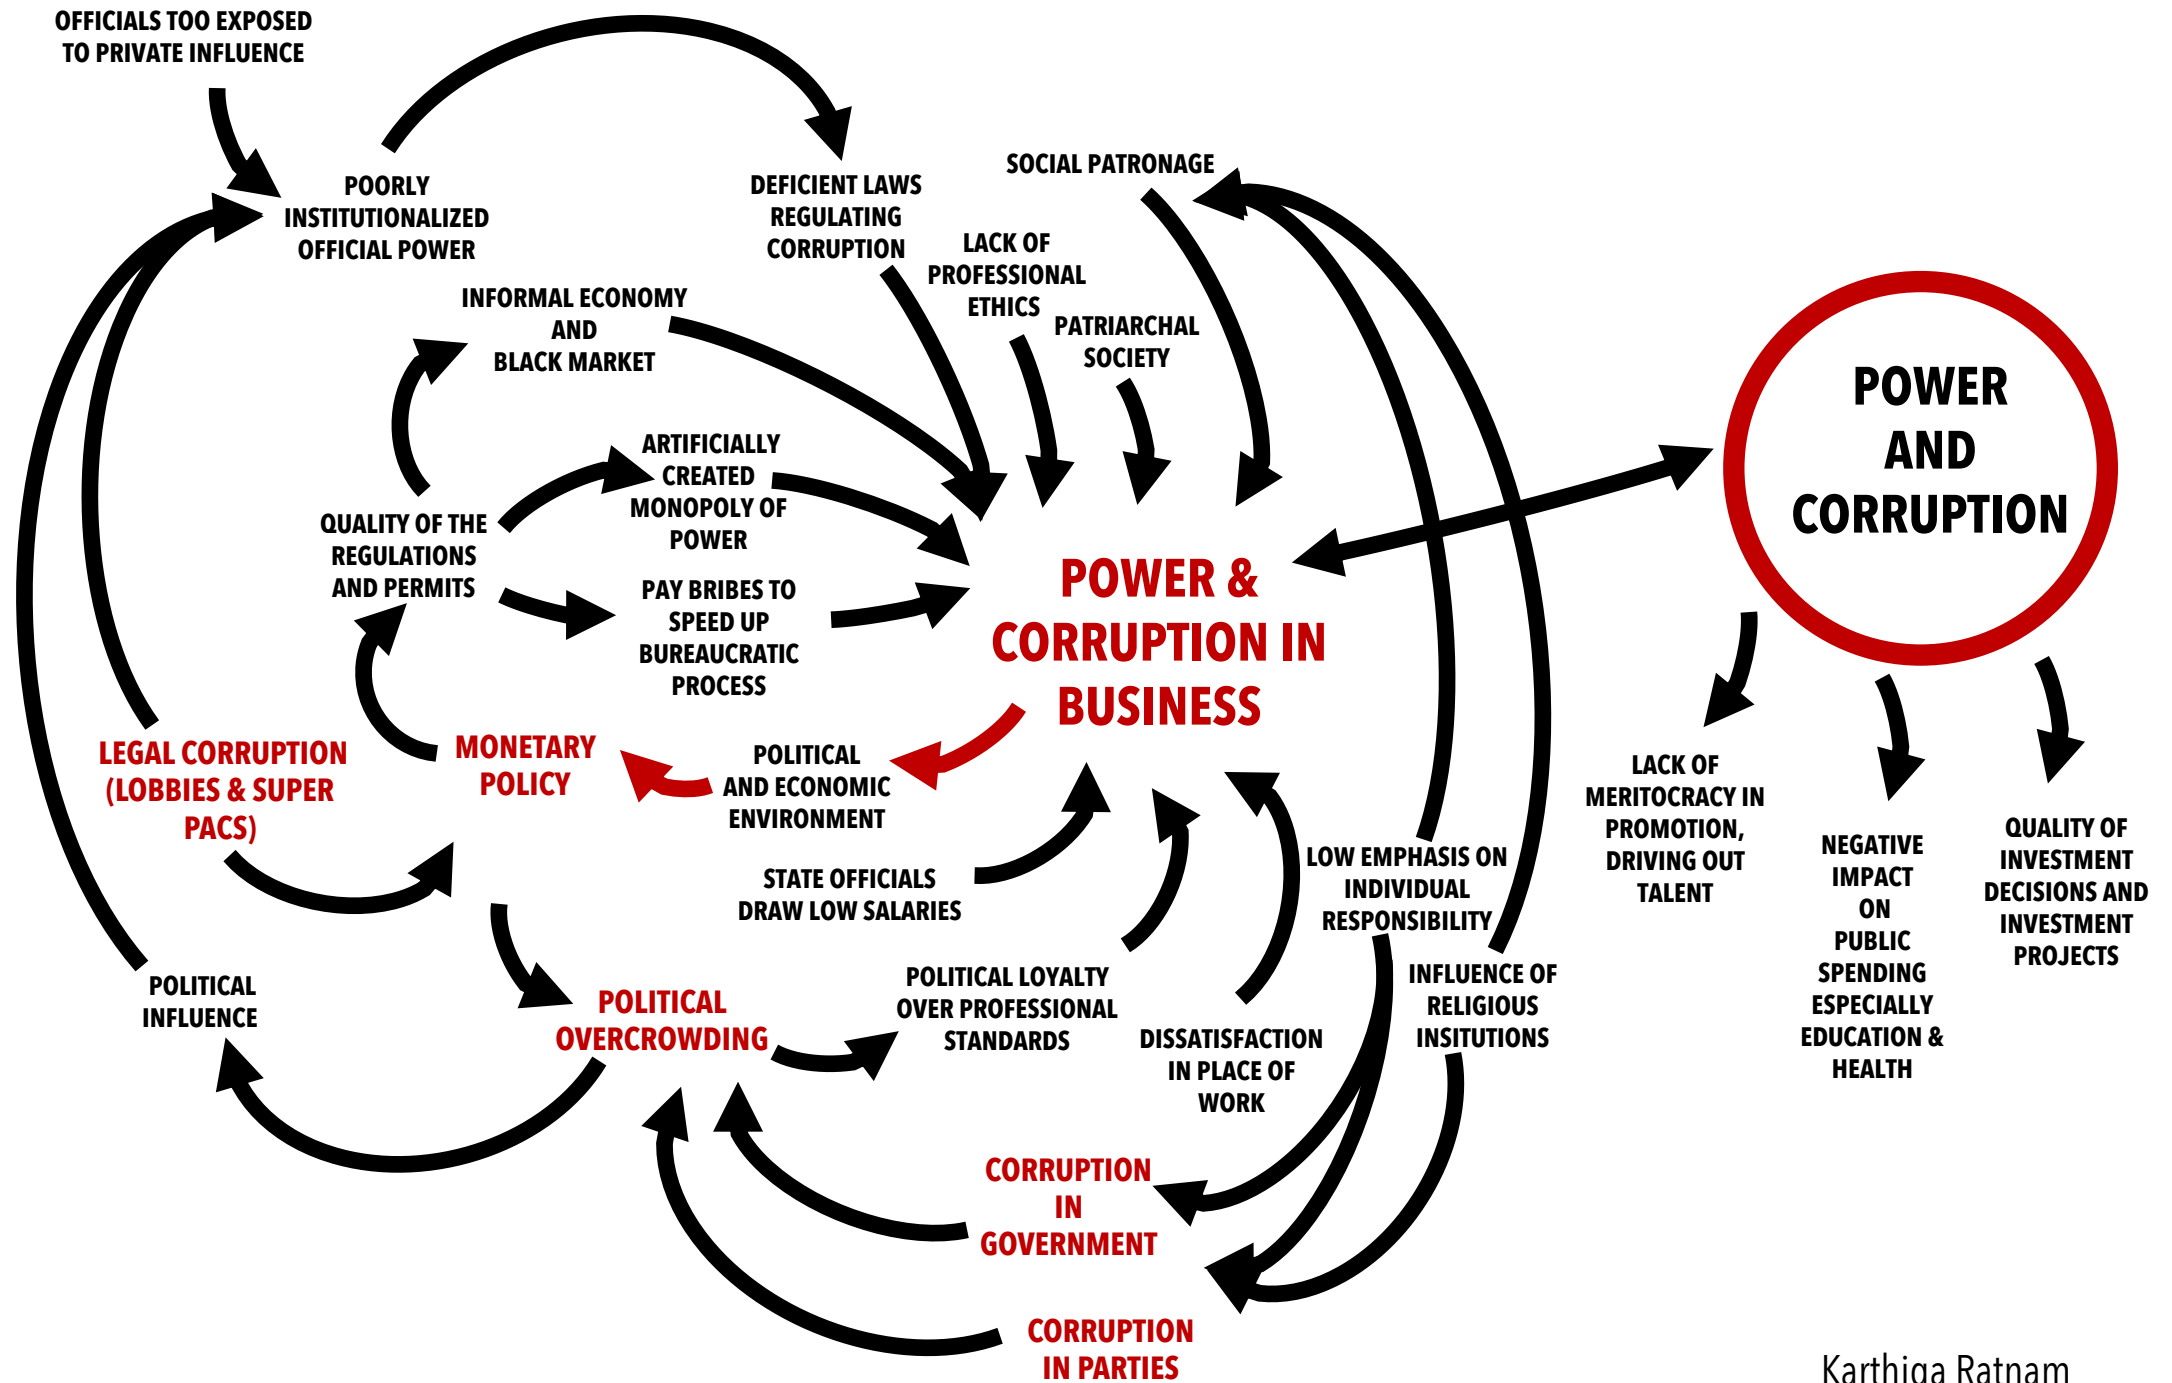 OFFICIALS TOO EXPOSED
TO PRIVATE INFLUENCE
POORLY
INSTITUTIONALIZED
OFFICIAL POWER
DEFICIENT LAWS
REGULATING
CORRUPTION
SOCIAL PATRONAGE
LACK OF
PROFESSIONAL
ETHICS
PATRIARCHAL
SOCIETY
INFORMAL ECONOMY
AND
BLACK MARKET
ARTIFICIALLY
CREATED
MONOPOLY OF
POWER
QUALITY OF THE
REGULATIONS
AND PERMITS
PAY BRIBES TO
SPEED UP
BUREAUCRATIC
PROCESS
POWER &
CORRUPTION IN
BUSINESS
POWER
AND
CORRUPTION
LEGAL CORRUPTION
(LOBBIES & SUPER
PACS)
MONETARY
POLICY
POLITICAL
AND ECONOMIC
ENVIRONMENT
STATE OFFICIALS
DRAW LOW SALARIES
LOW EMPHASIS ON
INDIVIDUAL
RESPONSIBILITY
LACK OF
MERITOCRACY IN
PROMOTION,
DRIVING OUT
TALENT
NEGATIVE
IMPACT
ON
PUBLIC
SPENDING
ESPECIALLY
EDUCATION &
HEALTH
QUALITY OF
INVESTMENT
DECISIONS AND
INVESTMENT
PROJECTS
POLITICAL
INFLUENCE
POLITICAL
OVERCROWDING
POLITICAL LOYALTY
OVER PROFESSIONAL
STANDARDS
DISSATISFACTION
IN PLACE OF
WORK
INFLUENCE OF
RELIGIOUS
INSITUTIONS
CORRUPTION
IN
GOVERNMENT
CORRUPTION
IN PARTIES
Karthiga Ratnam